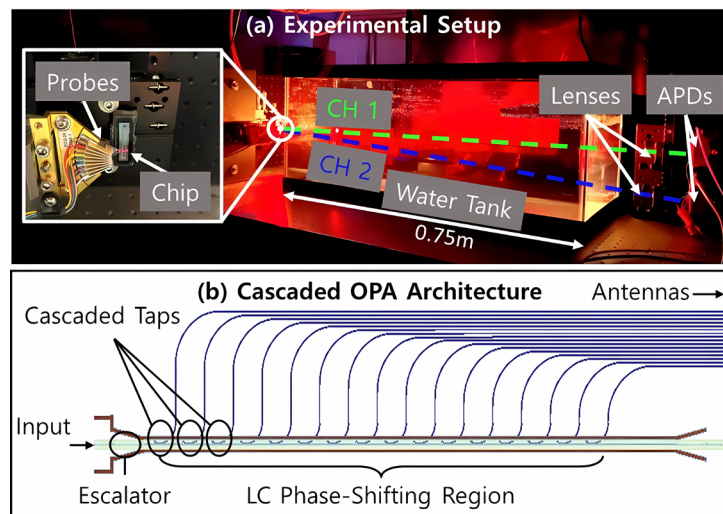 (a) Experimental Setup
Probes
Chip
CH 1
CH 2
Lenses
APDs
Water Tank
0.75m
(b) Cascaded OPA Architecture
Antennas
Cascaded Taps
Input
Escalator
LC Phase-Shifting Region